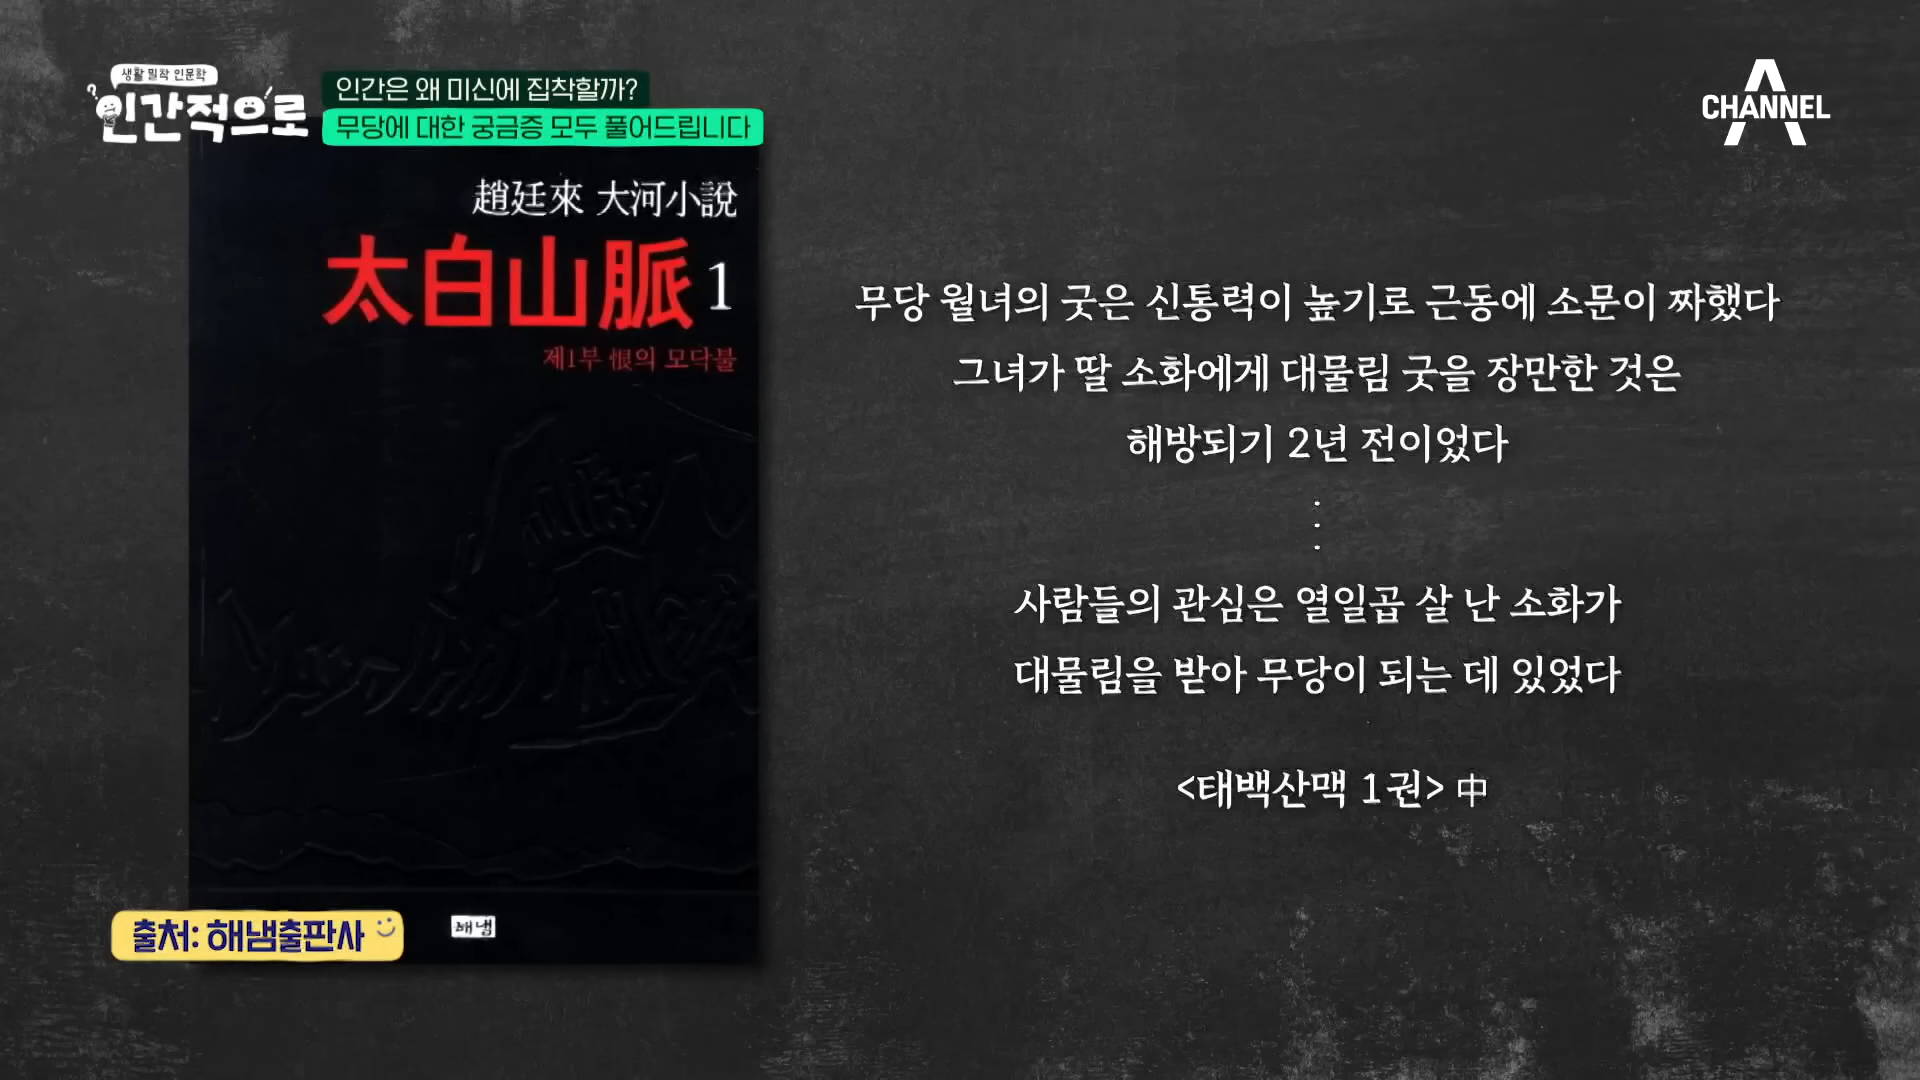 생활 밀착 인문학
인간적으로
인간은 왜 미신에 집착할까?
무당에 대한 궁금증 모두 풀어드립니다
CHANNEL A
趙廷來 大河小說
太白山脈 1
제1부 恨의 모닥불
해냄
출처: 해냄출판사
무당 월녀의 굿은 신통력이 높기로 근동에 소문이 짜했다
그녀가 딸 소화에게 대물림 굿을 장만한 것은
해방되기 2년 전이었다
⋮
사람들의 관심은 열일곱 살 난 소화가
대물림을 받아 무당이 되는 데 있었다
<태백산맥 1권> 中